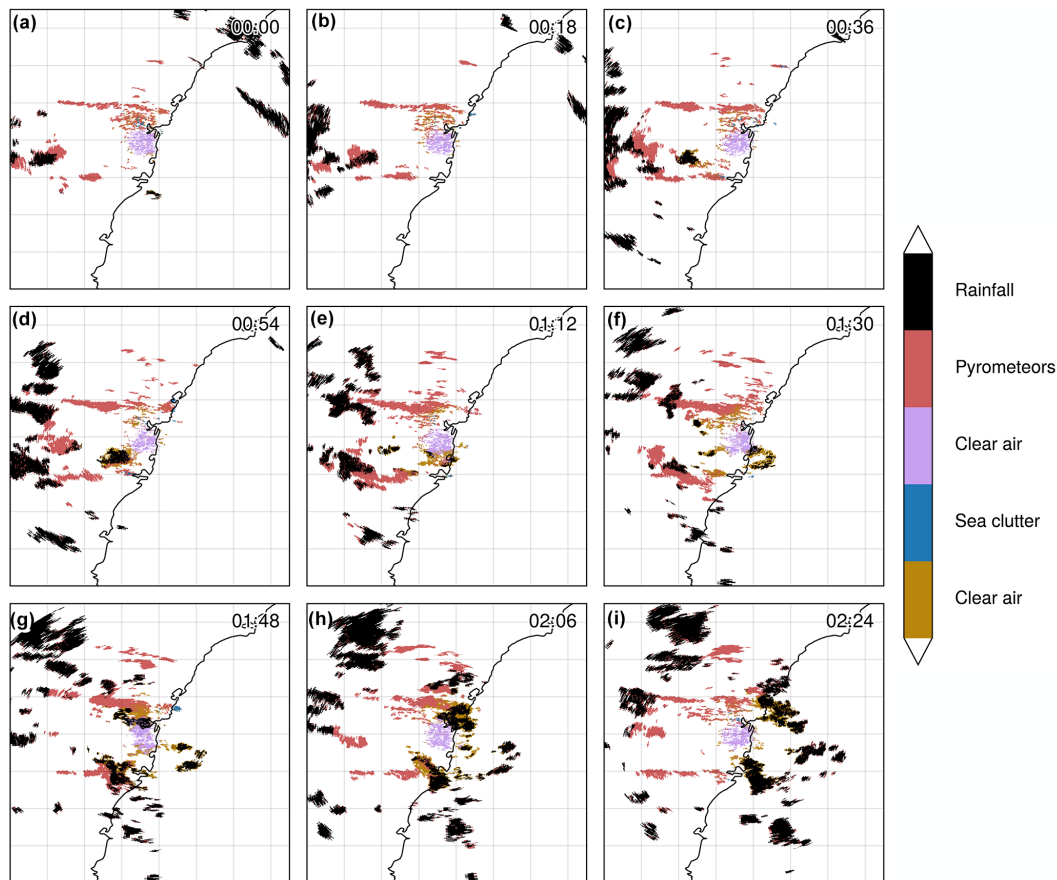 (a) 00:00
(b) 00:18
(c) 00:36
(d) 00:54
(e) 01:12
(f) 01:30
(g) 01:48
(h) 02:06
(i) 02:24
Rainfall
Pyrometeors
Clear air
Sea clutter
Clear air